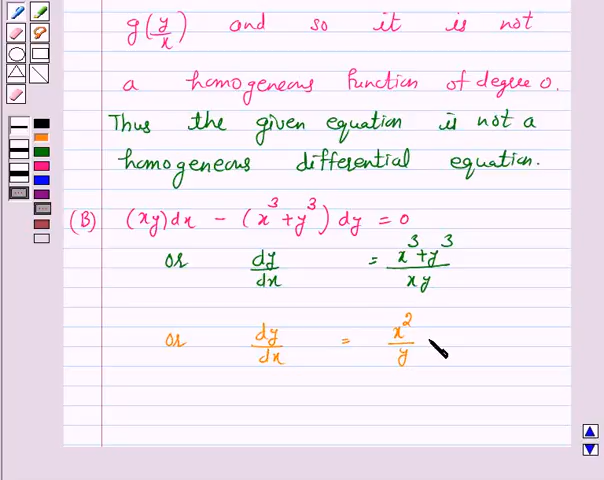 g(y/x) and so it is not
a homogeneous function of degree 0.
Thus the given equation is not a
homogeneous differential equation.
(B) (xy)dx - (x³+y³) dy = 0
or dy/dx = x³+y³/xy
or dy/dx = x²/y